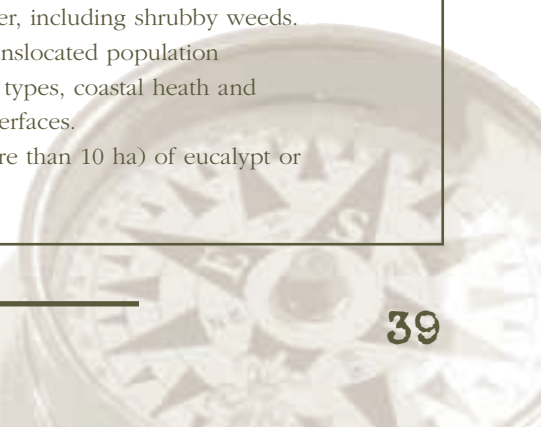 er, including shrubby weeds.
nslocated population
types, coastal heath and
erfaces.
re than 10 ha) of eucalypt or
E S
39